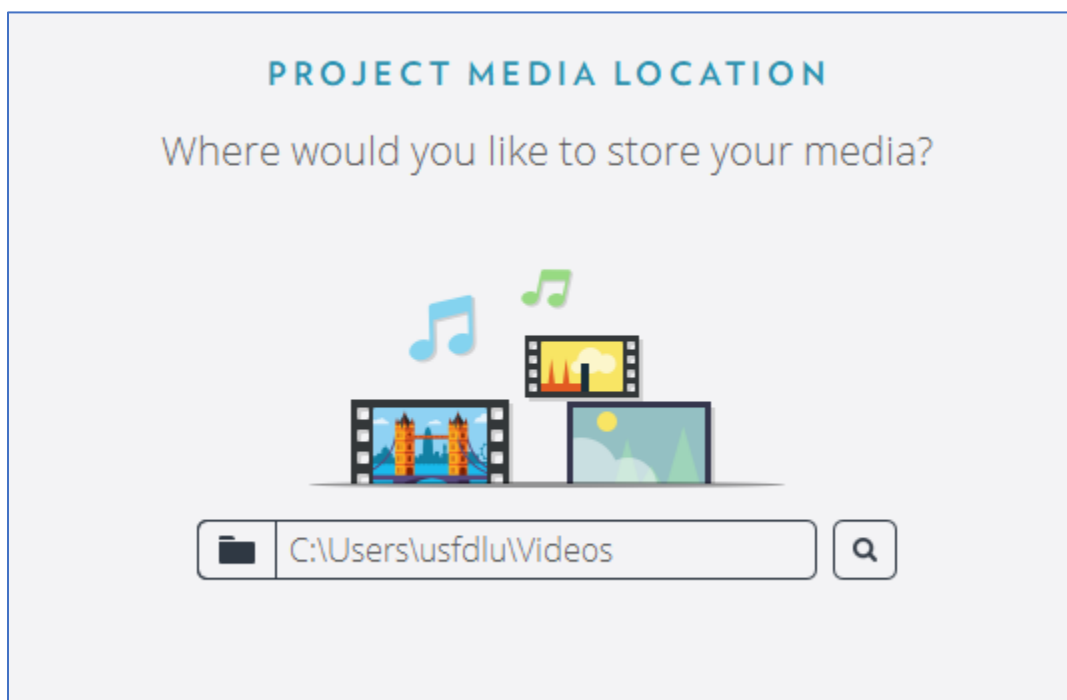 PROJECT MEDIA LOCATION
Where would you like to store your media?
C:\Users\usfdlu\Videos